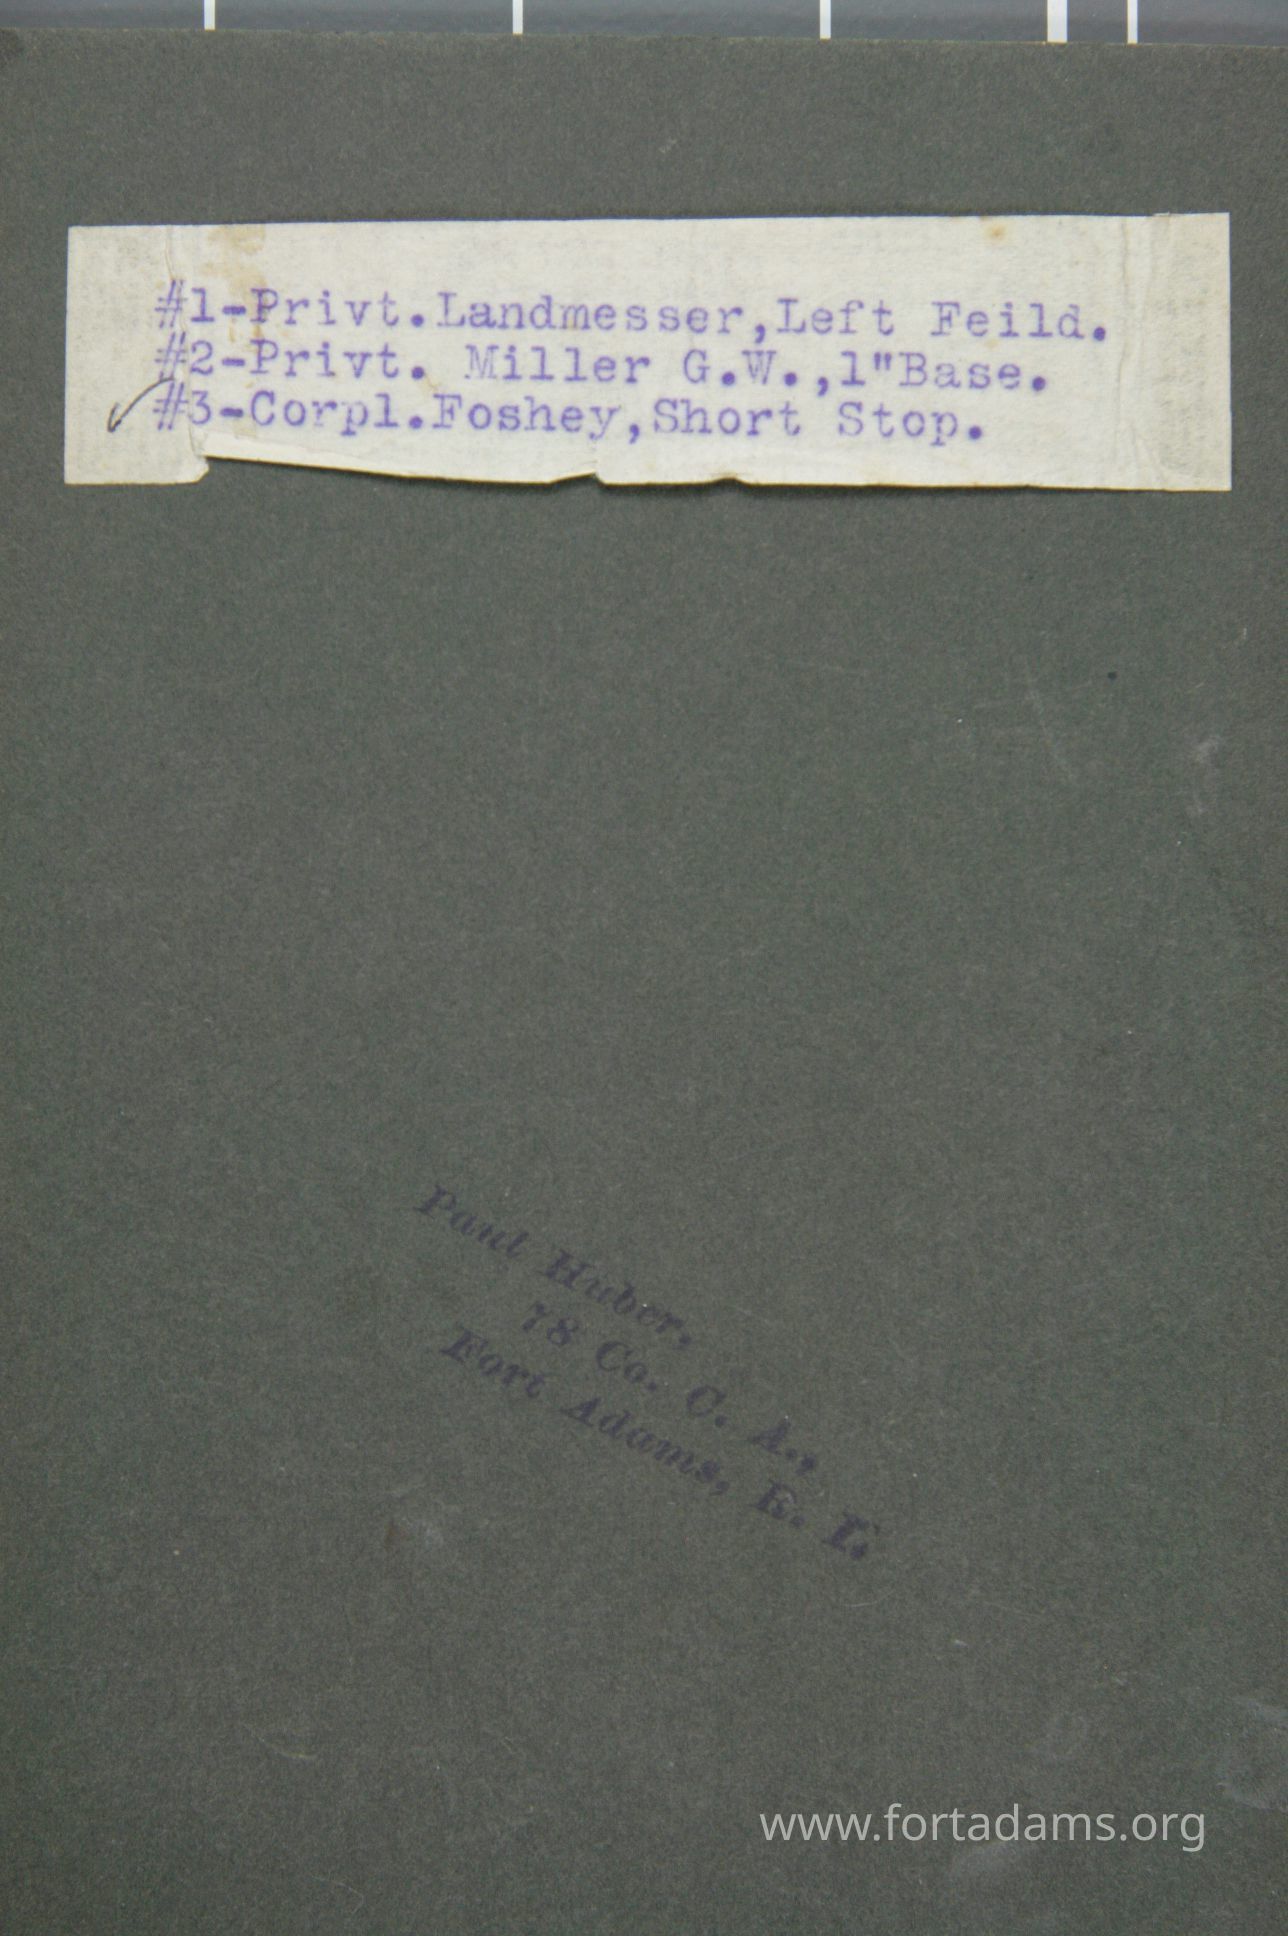 #1-Privt.Landmesser,Left Feild.
#2-Privt. Miller G.W.,1"Base.
#3-Corpl.Foshey,Short Stop.
Paul Huber,
78 Co. C. A.,
Fort Adams, R. I.
www.fortadams.org